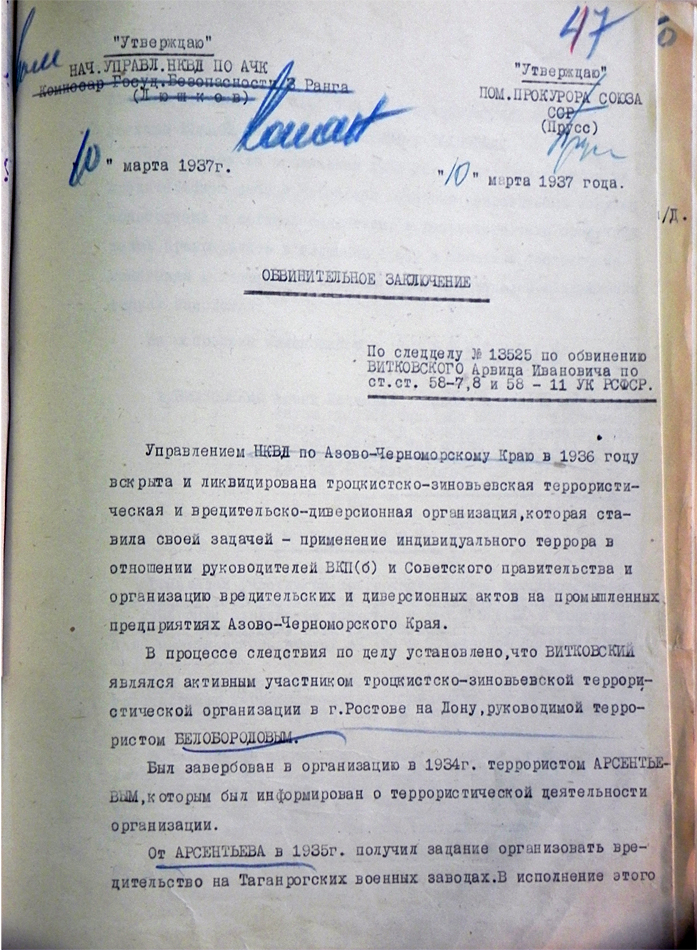 47
"Утверждаю"
НАЧ.УПРАВЛ.НКВД ПО АЧК
Комиссар Госуд.Безопасности 3 Ранга
(Люшков)
"Утверждаю"
ПОМ.ПРОКУРОРА СОЮЗА
ССР
(Прусс)
10 " марта 1937г.
"10" марта 1937 года.
/Д.
ОБВИНИТЕЛЬНОЕ ЗАКЛЮЧЕНИЕ
По следделу № 13525 по обвинению
ВИТКОВСКОГО Арвида Ивановича по
ст.ст. 58-7,8 и 58 - 11 УК РСФСР.
Управлением НКВД по Азово-Черноморскому Краю в 1936 году
вскрыта и ликвидирована троцкистско-зиновьевская террористи-
ческая и вредительско-диверсионная организация,которая ста-
вила своей задачей - применение индивидуального террора в
отношении руководителей ВКП(б) и Советского правительства и
организацию вредительских и диверсионных актов на промышленных
предприятиях Азово-Черноморского Края.
В процессе следствия по делу установлено,что ВИТКОВСКИЙ
являлся активным участником троцкистско-зиновьевской террори-
стической организации в г.Ростове на Дону,руководимой терро-
ристом БЕЛОБОРОДОВЫМ.
Был завербован в организацию в 1934г. террористом АРСЕНТЬЕ-
ВЫМ,которым был информирован о террористической деятельности
организации.
От АРСЕНТЬЕВА в 1935г. получил задание организовать вре-
дительство на Таганрогских военных заводах.В исполнение этого